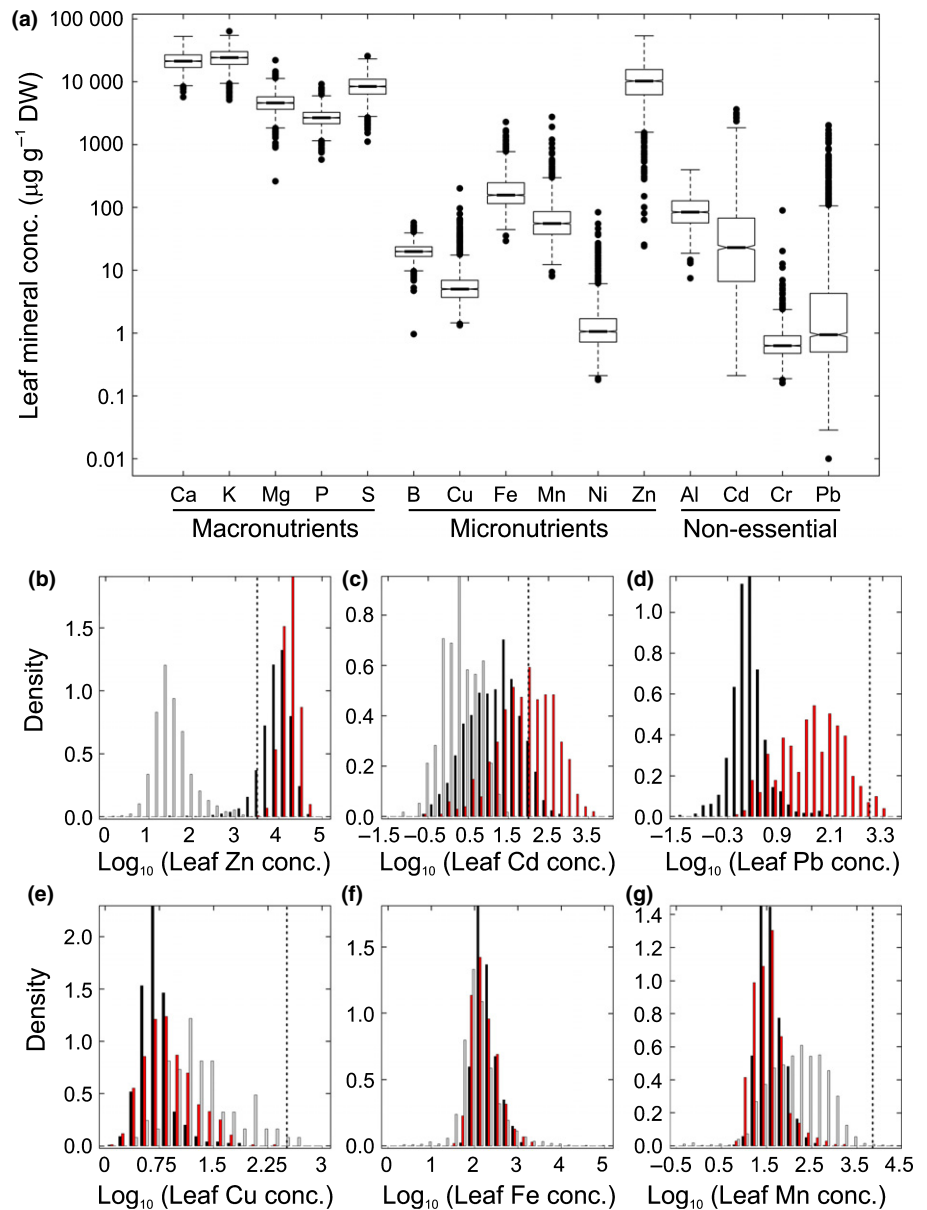 (a)
Leaf mineral conc. (µg g⁻¹ DW)
100 000
10 000
1000
100
10
1
0.1
0.01
Ca K Mg P S B Cu Fe Mn Ni Zn Al Cd Cr Pb
Macronutrients Micronutrients Non-essential
(b)
Density
1.5
1.0
0.5
0.0
0 1 2 3 4 5
Log₁₀ (Leaf Zn conc.)
(c)
0.8
0.6
0.4
0.2
0.0
−1.5 −0.5 0.5 1.5 2.5 3.5
Log₁₀ (Leaf Cd conc.)
(d)
1.0
0.8
0.6
0.4
0.2
0.0
−1.5 −0.3 0.9 2.1 3.3
Log₁₀ (Leaf Pb conc.)
(e)
Density
2.0
1.5
1.0
0.5
0.0
0 0.75 1.5 2.25 3
Log₁₀ (Leaf Cu conc.)
(f)
1.5
1.0
0.5
0.0
0 1 2 3 4 5
Log₁₀ (Leaf Fe conc.)
(g)
1.4
1.2
1.0
0.8
0.6
0.4
0.2
0.0
−0.5 0.5 1.5 2.5 3.5 4.5
Log₁₀ (Leaf Mn conc.)